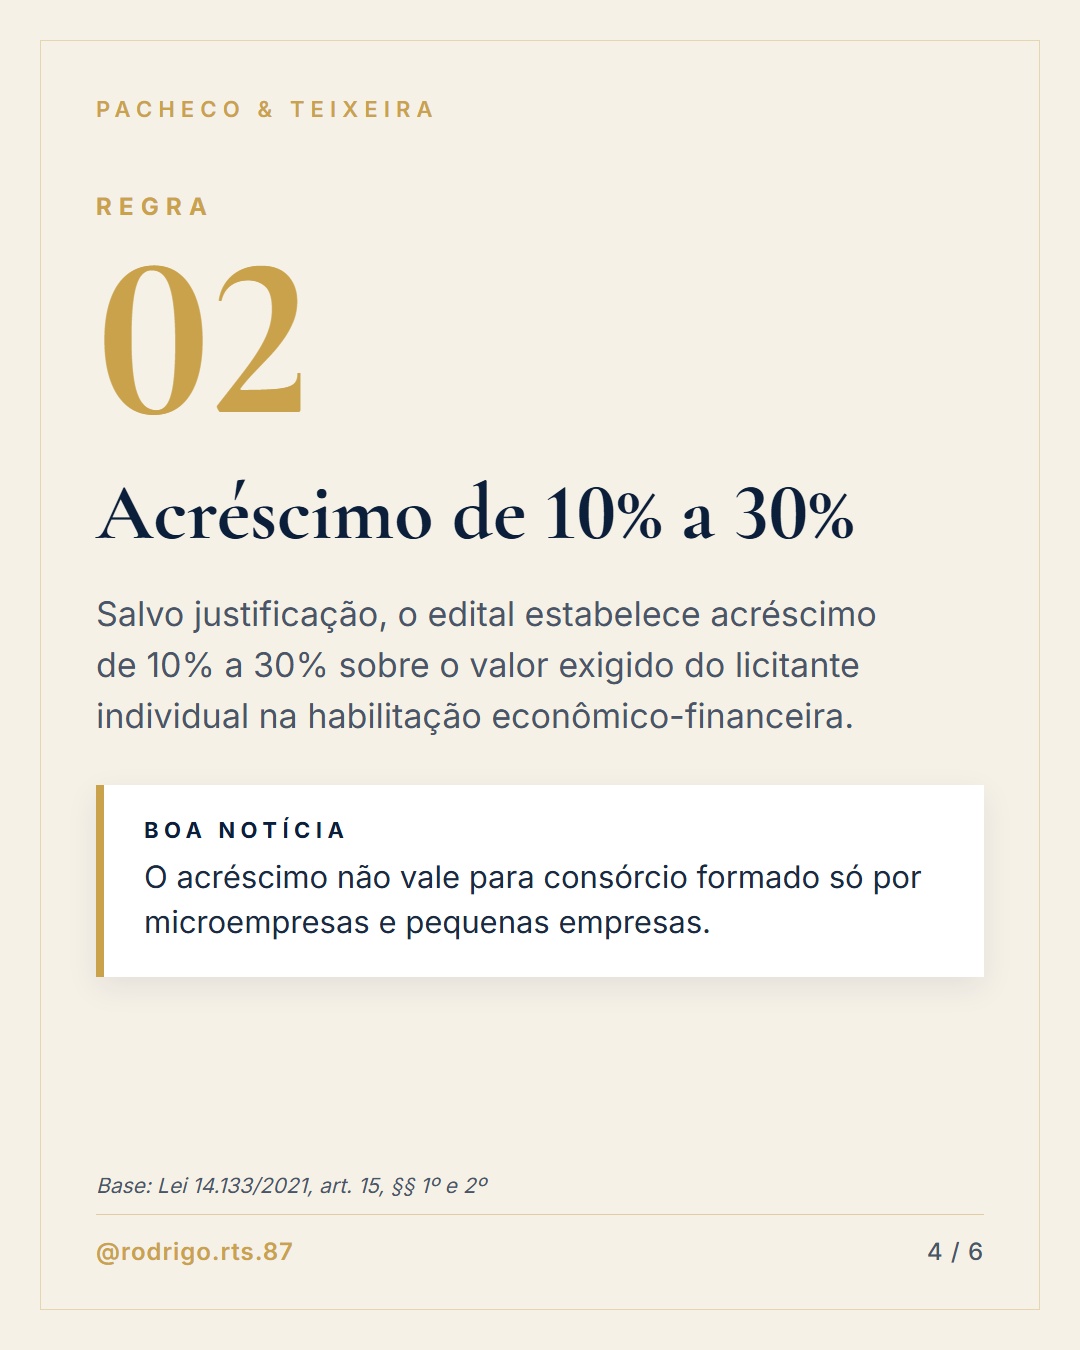 PACHECO & TEIXEIRA
REGRA
02
Acréscimo de 10% a 30%
Salvo justificação, o edital estabelece acréscimo
de 10% a 30% sobre o valor exigido do licitante
individual na habilitação econômico-financeira.
BOA NOTÍCIA
O acréscimo não vale para consórcio formado só por
microempresas e pequenas empresas.
Base: Lei 14.133/2021, art. 15, §§ 1º e 2º
@rodrigo.rts.87
4 / 6